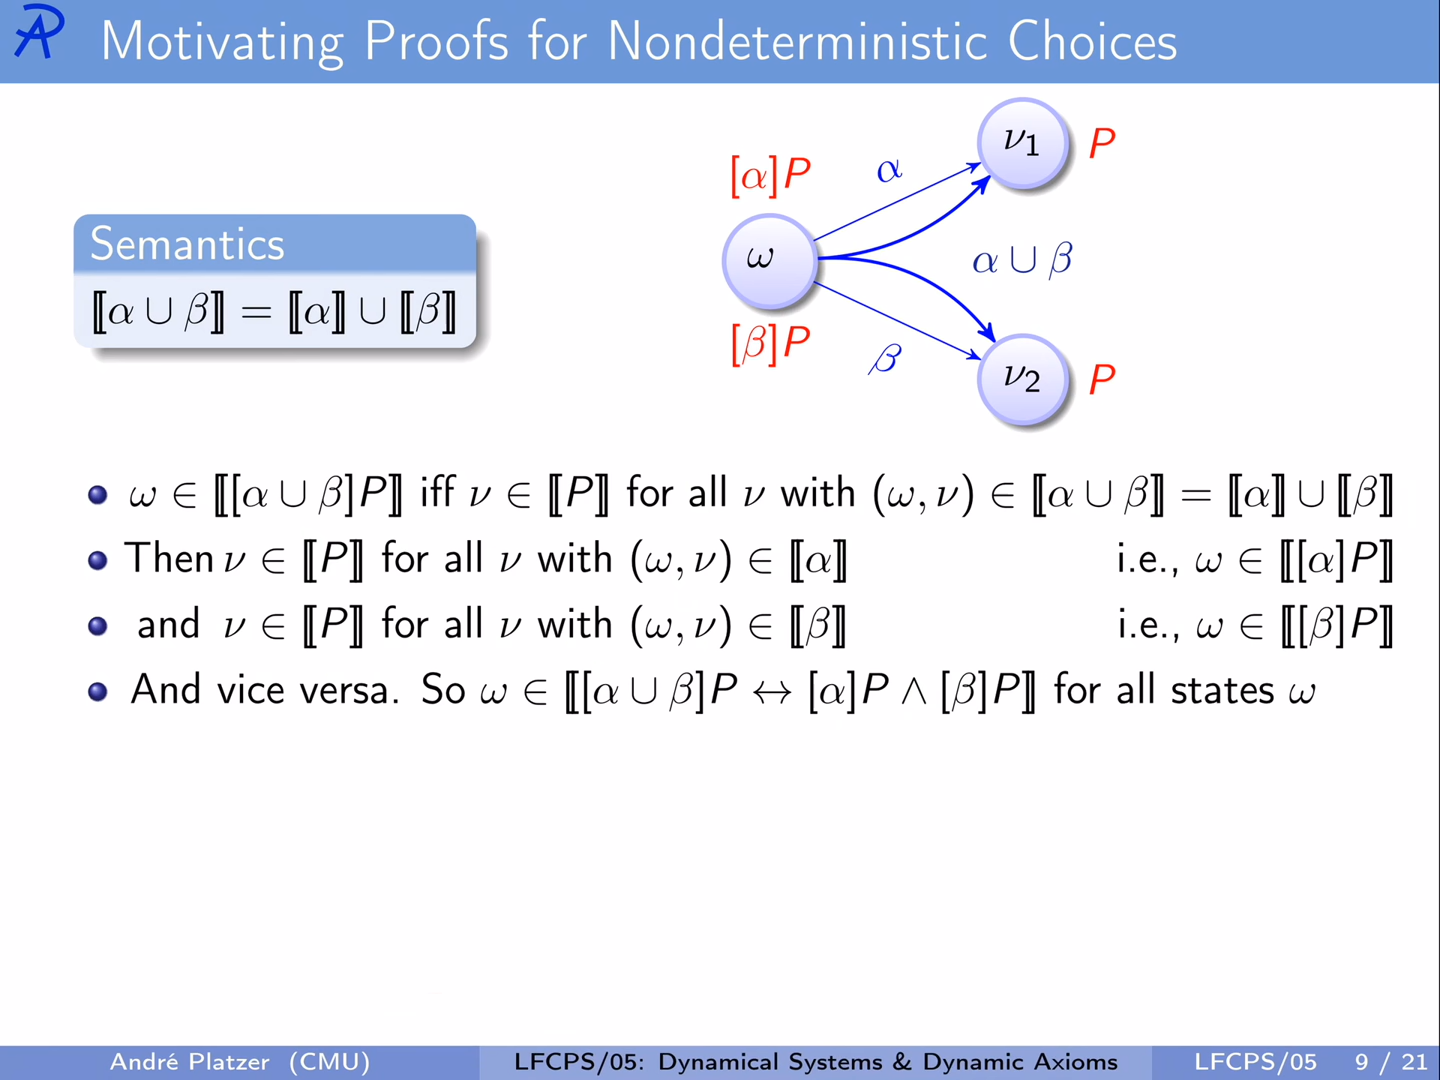 Motivating Proofs for Nondeterministic Choices
Semantics
⟦α ∪ β⟧ = ⟦α⟧ ∪ ⟦β⟧
[α]P
α
ν₁
P
ω
α ∪ β
[β]P
β
ν₂
P
ω ∈ ⟦[α ∪ β]P⟧ iff ν ∈ ⟦P⟧ for all ν with (ω, ν) ∈ ⟦α ∪ β⟧ = ⟦α⟧ ∪ ⟦β⟧
Then ν ∈ ⟦P⟧ for all ν with (ω, ν) ∈ ⟦α⟧ i.e., ω ∈ ⟦[α]P⟧
and ν ∈ ⟦P⟧ for all ν with (ω, ν) ∈ ⟦β⟧ i.e., ω ∈ ⟦[β]P⟧
And vice versa. So ω ∈ ⟦[α ∪ β]P ↔ [α]P ∧ [β]P⟧ for all states ω
André Platzer (CMU) LFCPS/05: Dynamical Systems & Dynamic Axioms LFCPS/05 9 / 21